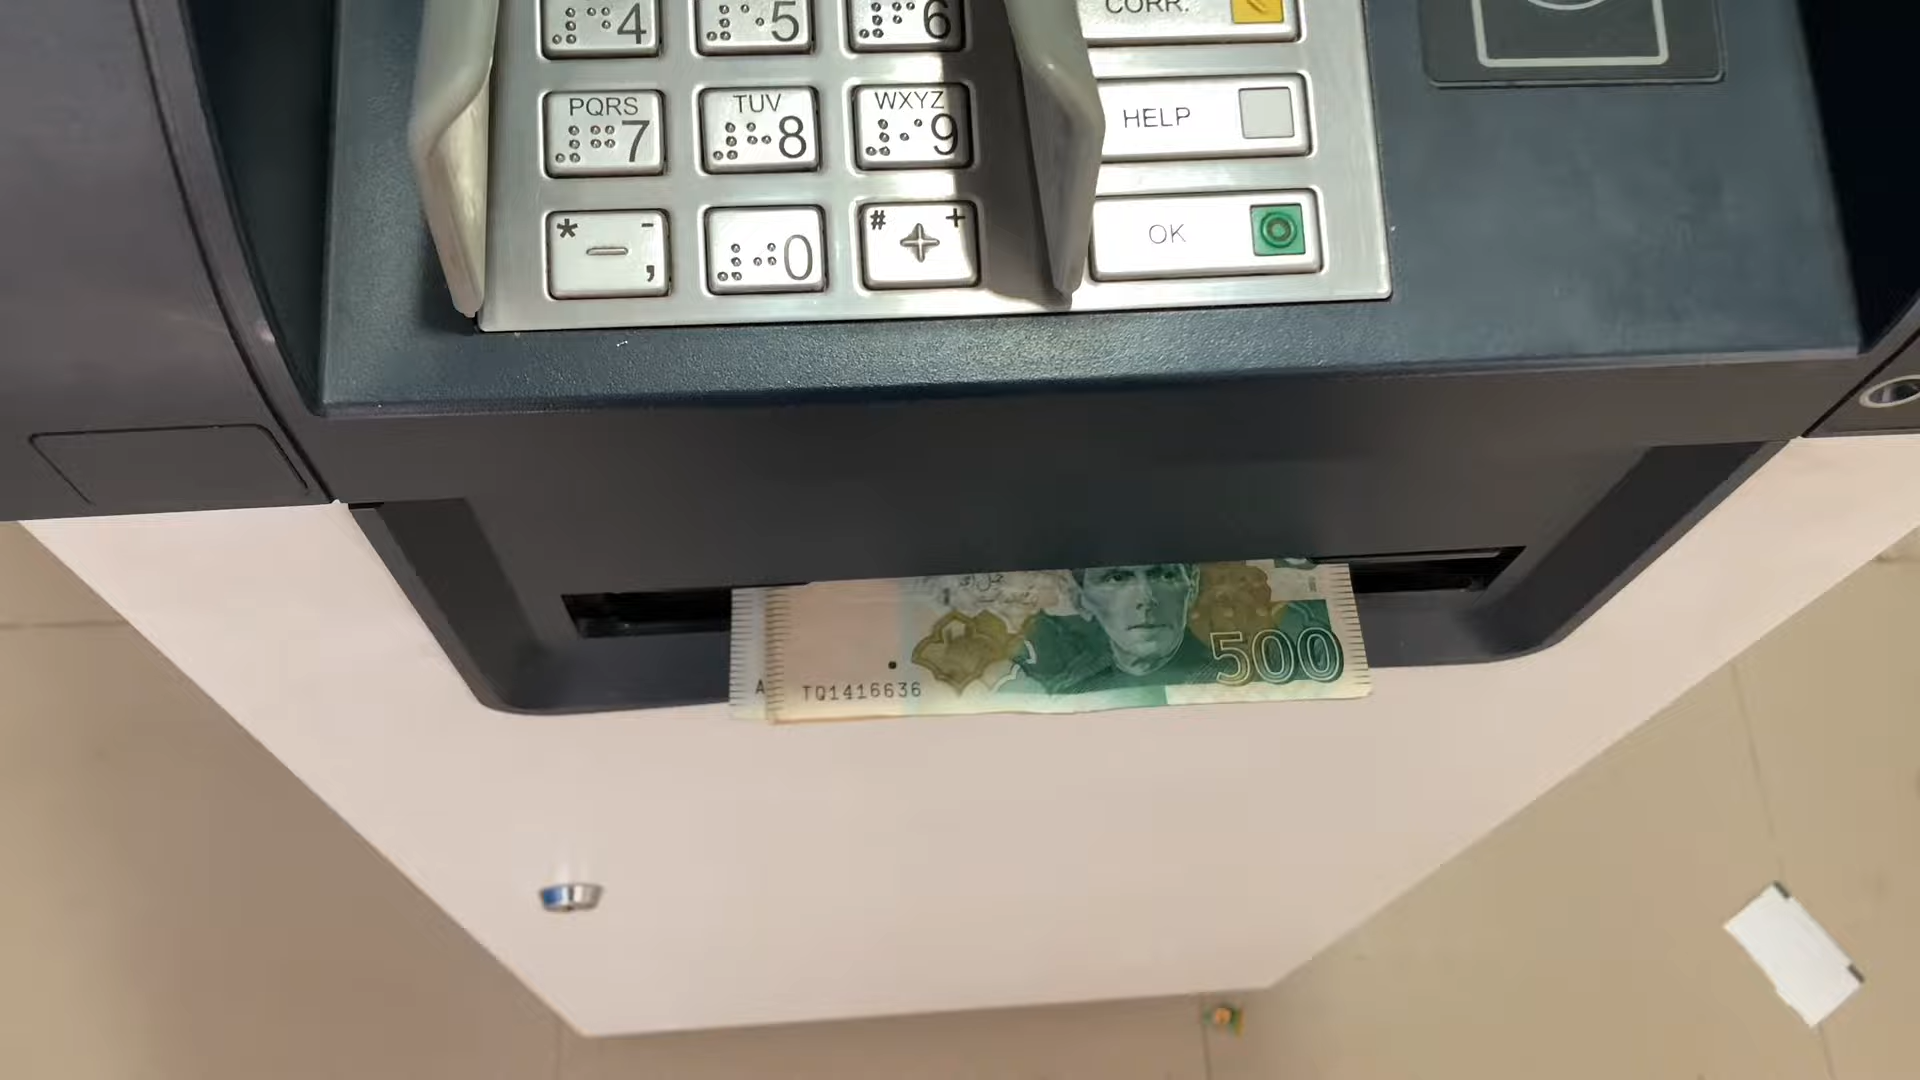 4
5
6
CORR.
PQRS
7
TUV
8
WXYZ
9
HELP
* - ,
0
# +
OK
500
A
TQ1416636